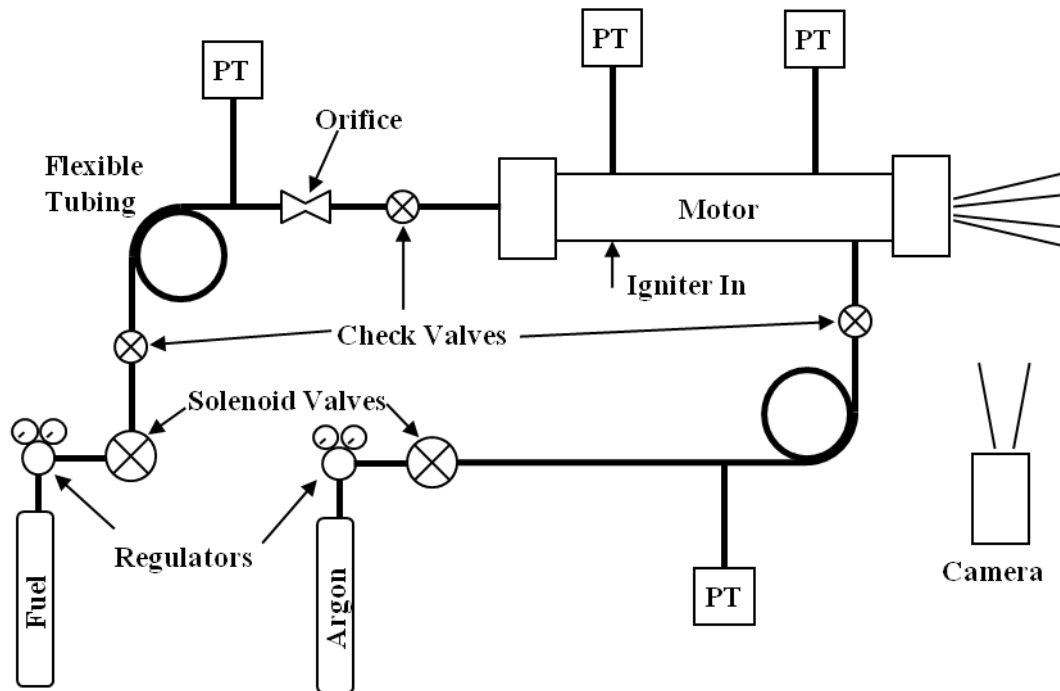 PT
PT
PT
Orifice
Flexible
Tubing
Motor
Igniter In
Check Valves
Solenoid Valves
Regulators
Fuel
Argon
PT
Camera